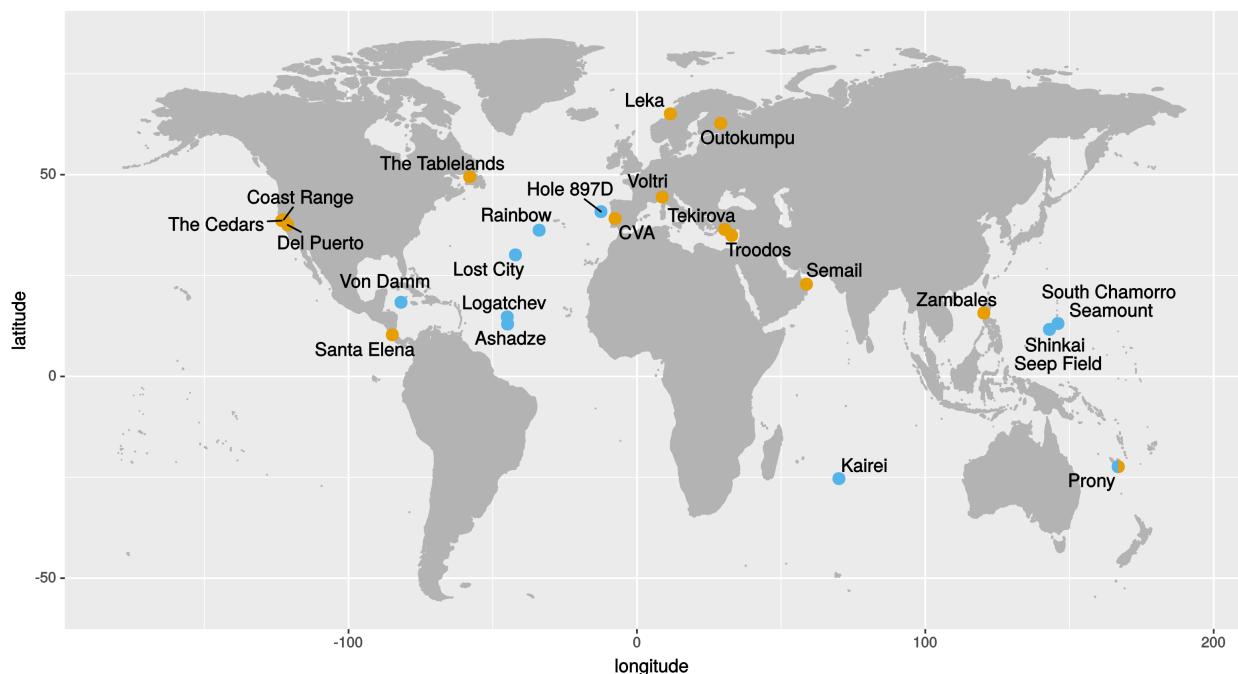 Leka
Outokumpu
The Tablelands
Voltri
Hole 897D
Coast Range
The Cedars
Rainbow
Tekirova
CVA
Del Puerto
Troodos
Lost City
Semail
Von Damm
South Chamorro
Seamount
Zambales
Logatchev
Ashadze
Santa Elena
Shinkai
Seep Field
Kairei
Prony
50
0
-50
latitude
-100
0
100
200
longitude